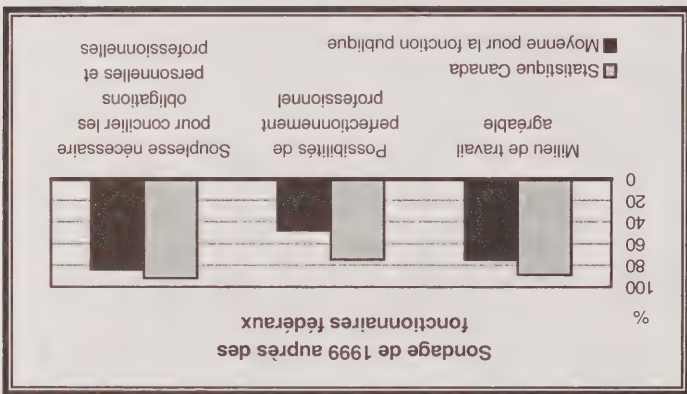 Sondage de 1999 auprès des
fonctionnaires fédéraux
%
100
80
60
40
20
0
Milieu de travail
agréable
Possibilités de
perfectionnement
professionnel
Souplesse nécessaire
pour concilier les
obligations
personnelles et
professionnelles
Statistique Canada
Moyenne pour la fonction publique